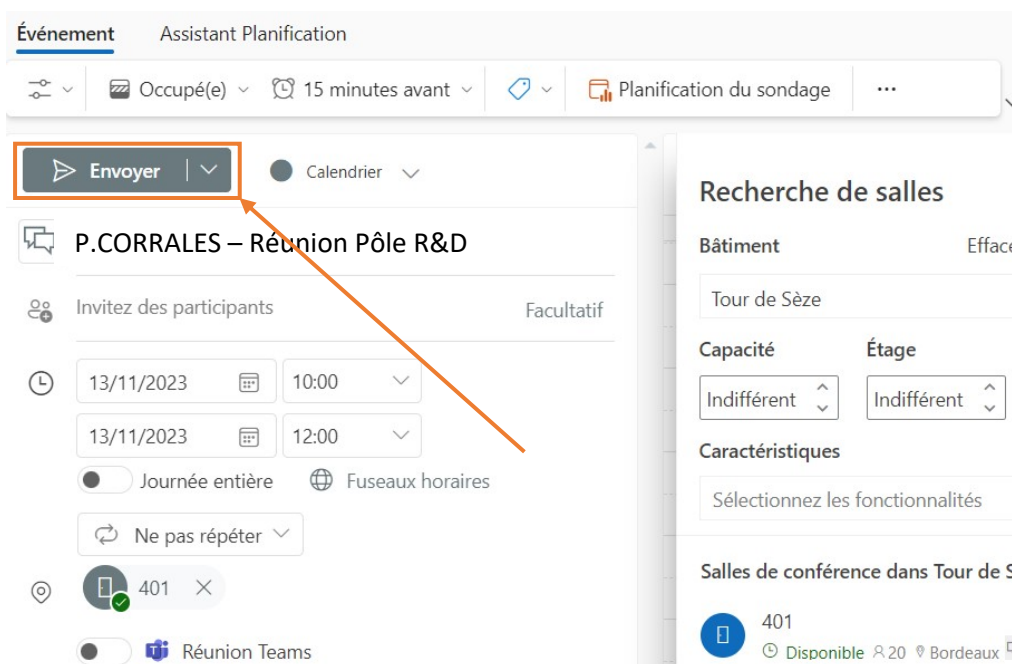 Événement Assistant Planification
Occupé(e) 15 minutes avant Planification du sondage ...
Envoyer Calendrier
P.CORRALES – Réunion Pôle R&D
Invitez des participants Facultatif
13/11/2023 10:00
13/11/2023 12:00
Journée entière Fuseaux horaires
Ne pas répéter
401
Réunion Teams
Recherche de salles
Bâtiment Efface
Tour de Sèze
Capacité Étage
Indifférent Indifférent
Caractéristiques
Sélectionnez les fonctionnalités
Salles de conférence dans Tour de S
401
Disponible 20 Bordeaux